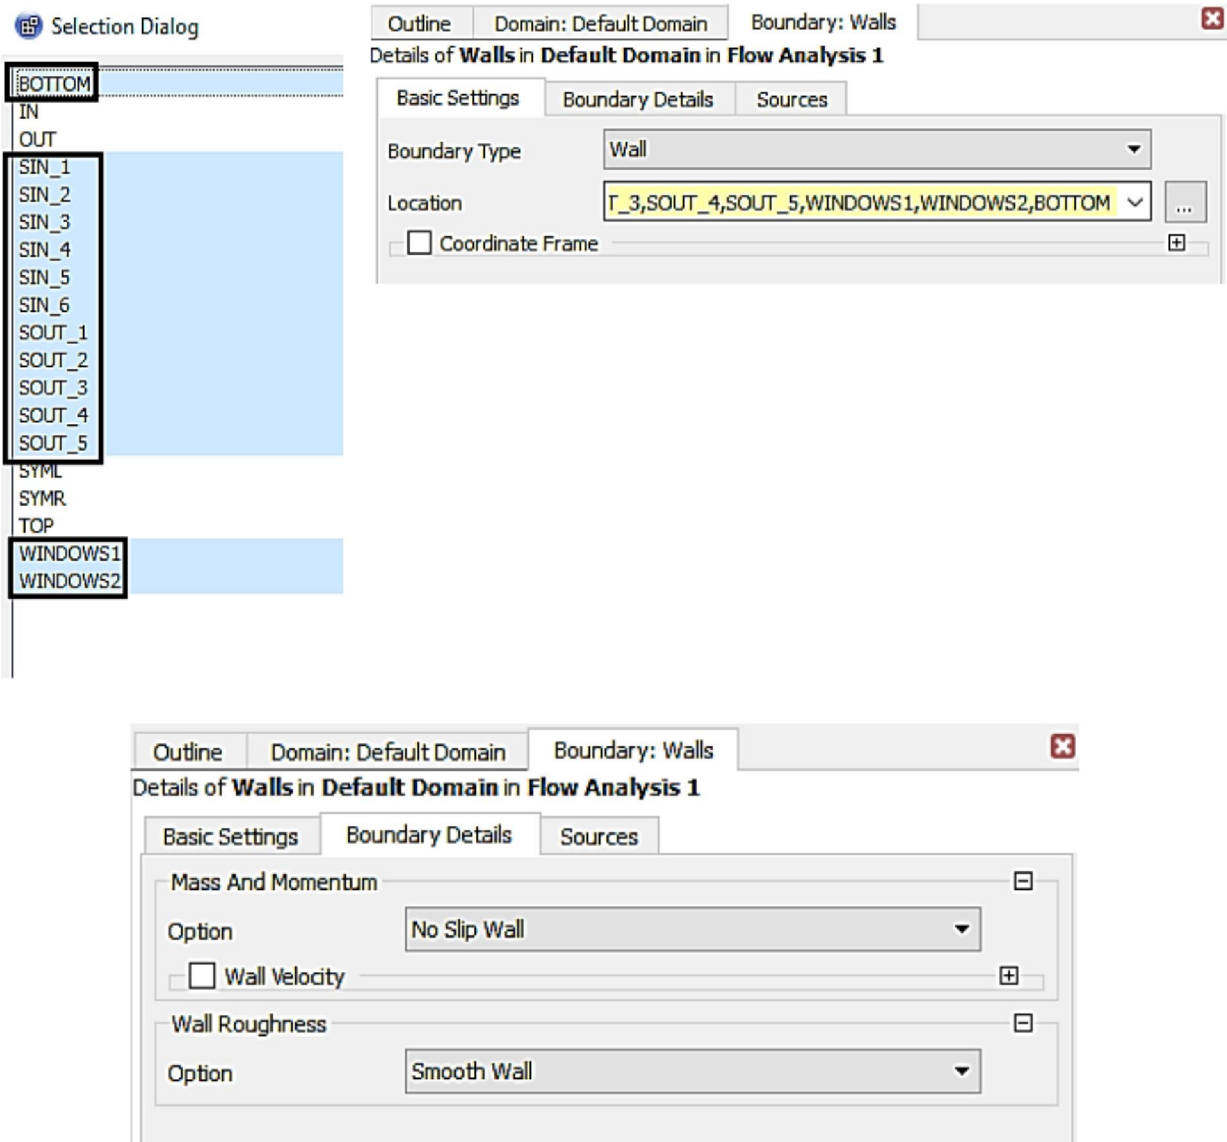 Selection Dialog
BOTTOM
IN
OUT
SIN_1
SIN_2
SIN_3
SIN_4
SIN_5
SIN_6
SOUT_1
SOUT_2
SOUT_3
SOUT_4
SOUT_5
SYML
SYMR
TOP
WINDOWS1
WINDOWS2
Outline Domain: Default Domain Boundary: Walls
Details of Walls in Default Domain in Flow Analysis 1
Basic Settings Boundary Details Sources
Boundary Type Wall
Location T_3,SOUT_4,SOUT_5,WINDOWS1,WINDOWS2,BOTTOM ...
Coordinate Frame
Outline Domain: Default Domain Boundary: Walls
Details of Walls in Default Domain in Flow Analysis 1
Basic Settings Boundary Details Sources
Mass And Momentum
Option No Slip Wall
Wall Velocity
Wall Roughness
Option Smooth Wall